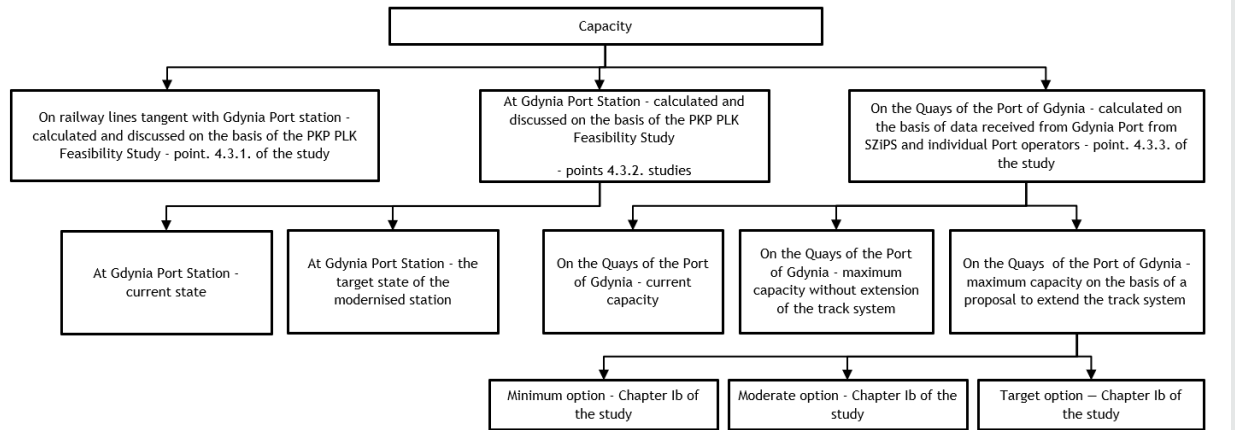 Capacity
On railway lines tangent with Gdynia Port station -
calculated and discussed on the basis of the PKP PLK
Feasibility Study - point. 4.3.1. of the study
At Gdynia Port Station - calculated and
discussed on the basis of the PKP PLK
Feasibility Study
- points 4.3.2. studies
On the Quays of the Port of Gdynia - calculated on
the basis of data received from Gdynia Port from
SZiPS and individual Port operators - point. 4.3.3. of
the study
At Gdynia Port Station -
current state
At Gdynia Port Station - the
target state of the
modernised station
On the Quays of the Port
of Gdynia - current
capacity
On the Quays of the Port
of Gdynia - maximum
capacity without extension
of the track system
On the Quays of the Port of Gdynia -
maximum capacity on the basis of a
proposal to extend the track system
Minimum option - Chapter Ib of
the study
Moderate option - Chapter Ib of the
study
Target option — Chapter Ib of
the study